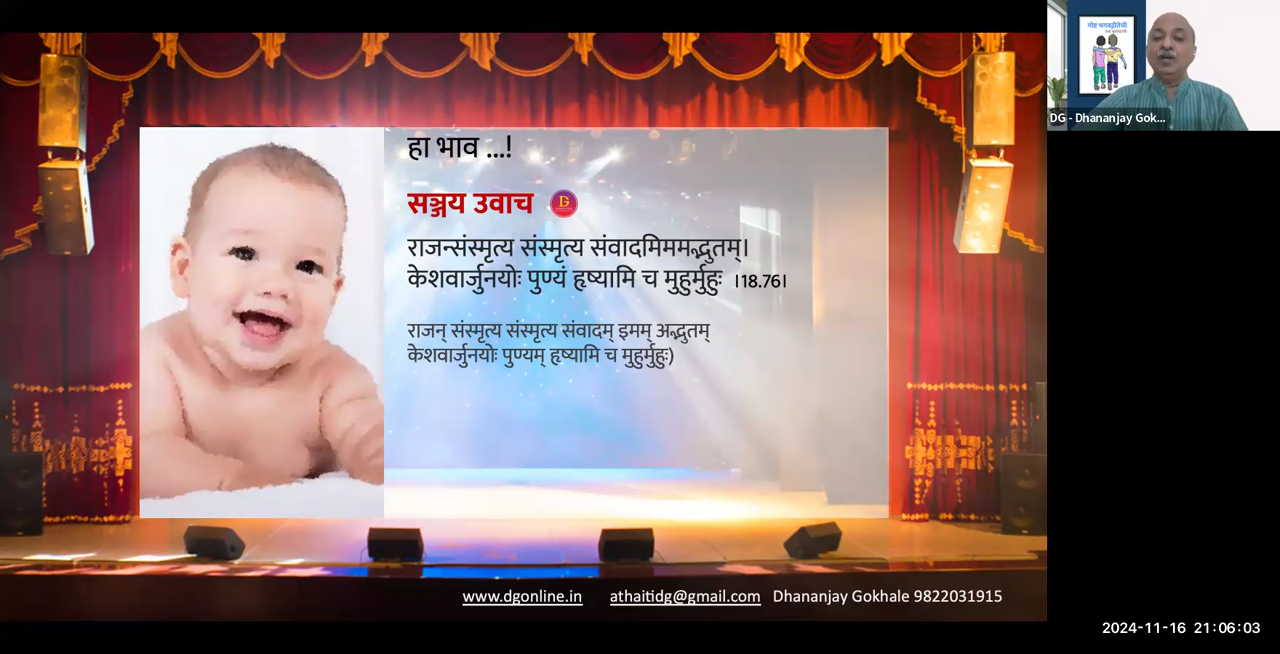 हा भाव ...!
सञ्जय उवाच
राजन्संस्मृत्य संस्मृत्य संवादमिममद्भुतम्।
केशवार्जुनयोः पुण्यं हृष्यामि च मुहुर्मुहुः ।18.76।
राजन् संस्मृत्य संस्मृत्य संवादम् इमम् अद्भुतम्
केशवार्जुनयोः पुण्यम् हृष्यामि च मुहुर्मुहुः)
www.dgonline.in athaitidg@gmail.com Dhananjay Gokhale 9822031915
गोष्ट भगवद्गीतेची
DG - Dhananjay Gok...
2024-11-16 21:06:03